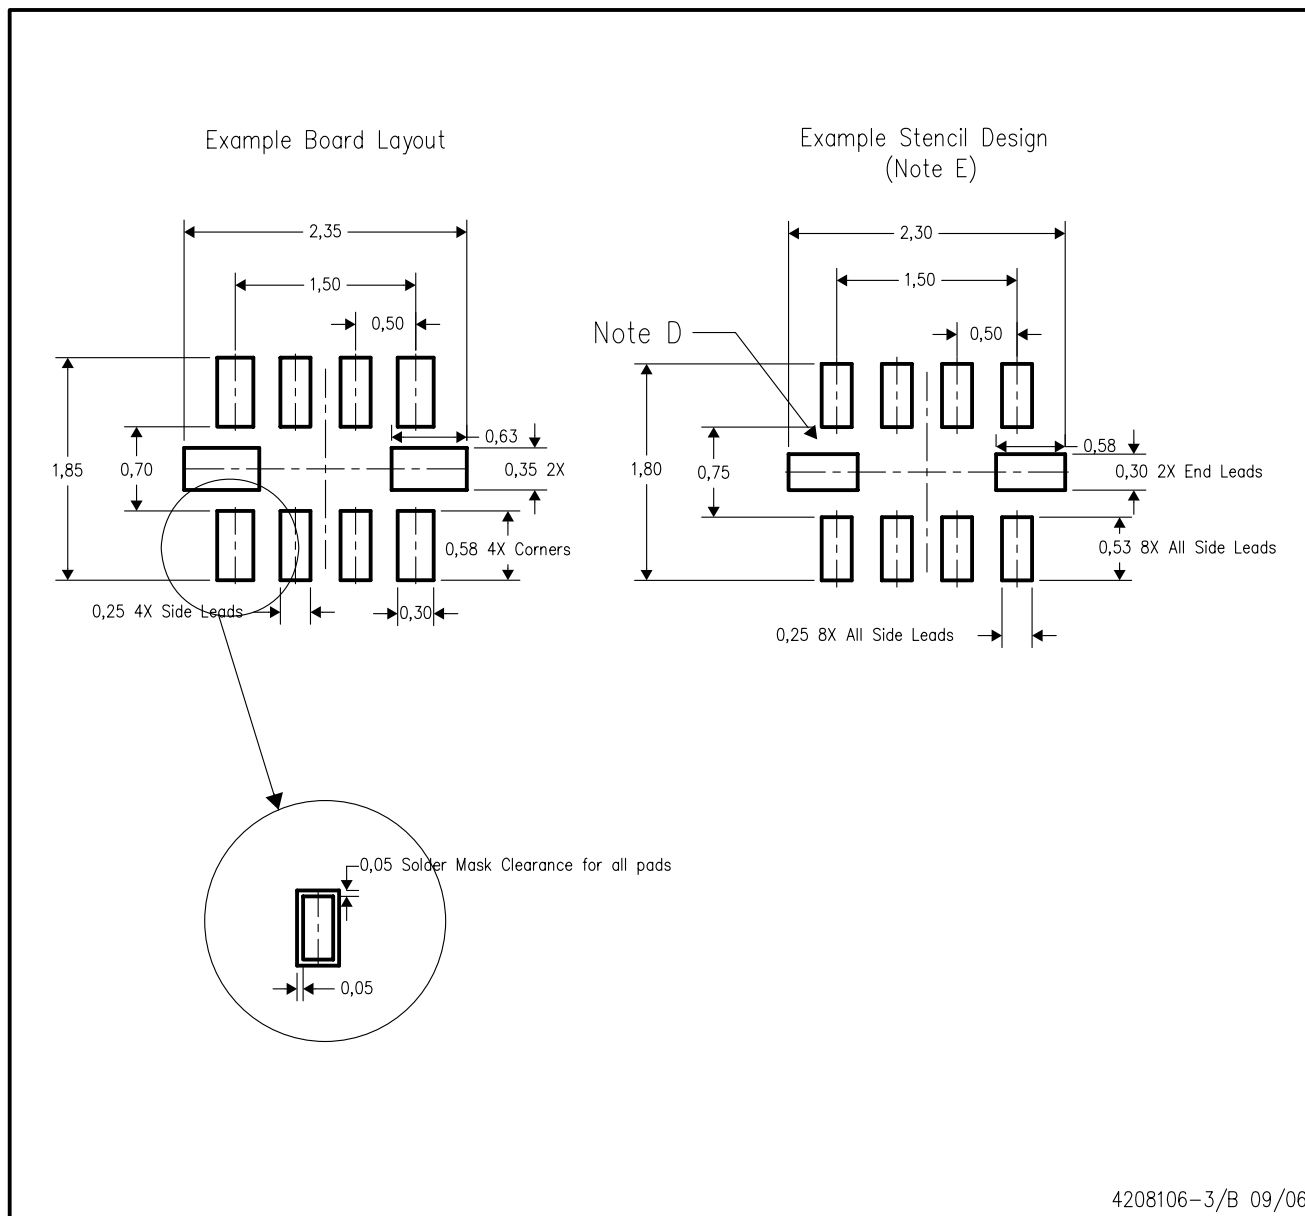 Example Board Layout
2,35
1,50
0,50
1,85
0,70
0,63
0,35 2X
0,58 4X Corners
0,25 4X Side Leads
0,30
Example Stencil Design
(Note E)
2,30
1,50
0,50
Note D
1,80
0,75
0,58
0,30 2X End Leads
0,53 8X All Side Leads
0,25 8X All Side Leads
0,05 Solder Mask Clearance for all pads
0,05
4208106-3/B 09/06